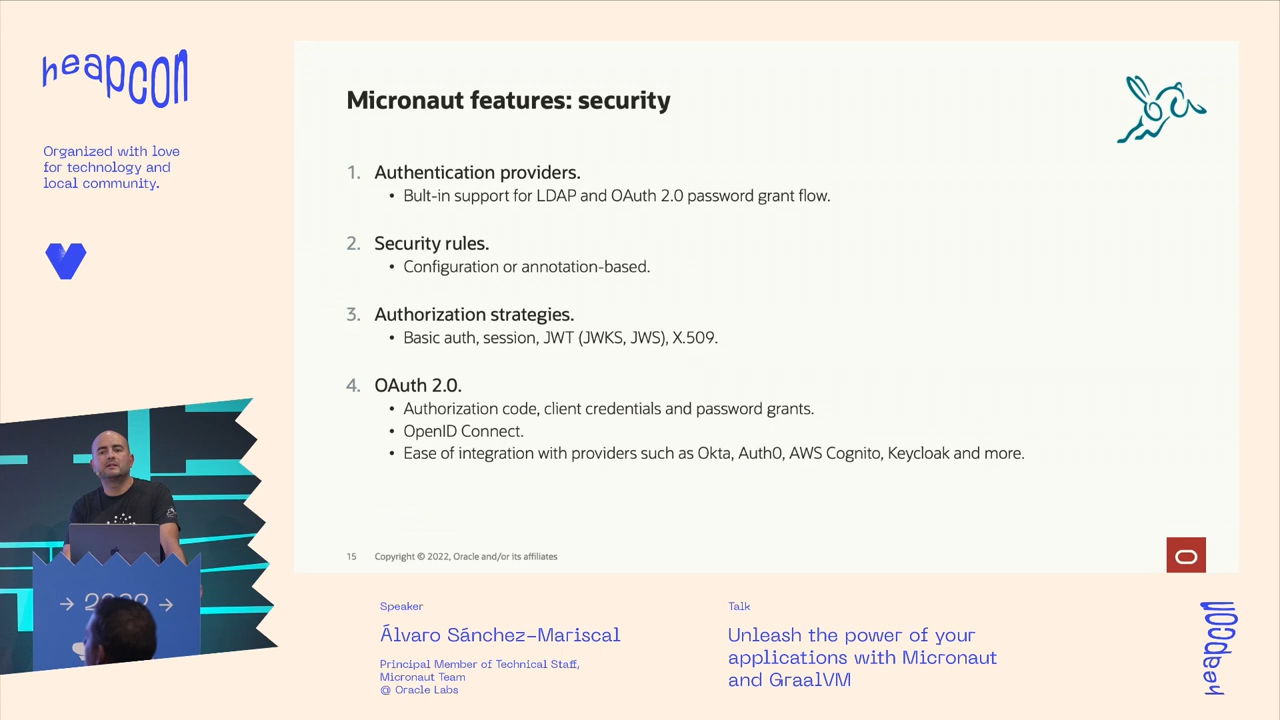 heapcon
Organized with love
for technology and
local community.
Micronaut features: security
1. Authentication providers.
• Bult-in support for LDAP and OAuth 2.0 password grant flow.
2. Security rules.
• Configuration or annotation-based.
3. Authorization strategies.
• Basic auth, session, JWT (JWKS, JWS), X.509.
4. OAuth 2.0.
• Authorization code, client credentials and password grants.
• OpenID Connect.
• Ease of integration with providers such as Okta, Auth0, AWS Cognito, Keycloak and more.
15 Copyright © 2022, Oracle and/or its affiliates
→ 2022 →
Speaker
Álvaro Sánchez-Mariscal
Principal Member of Technical Staff,
Micronaut Team
@ Oracle Labs
Talk
Unleash the power of your
applications with Micronaut
and GraalVM
heapcon